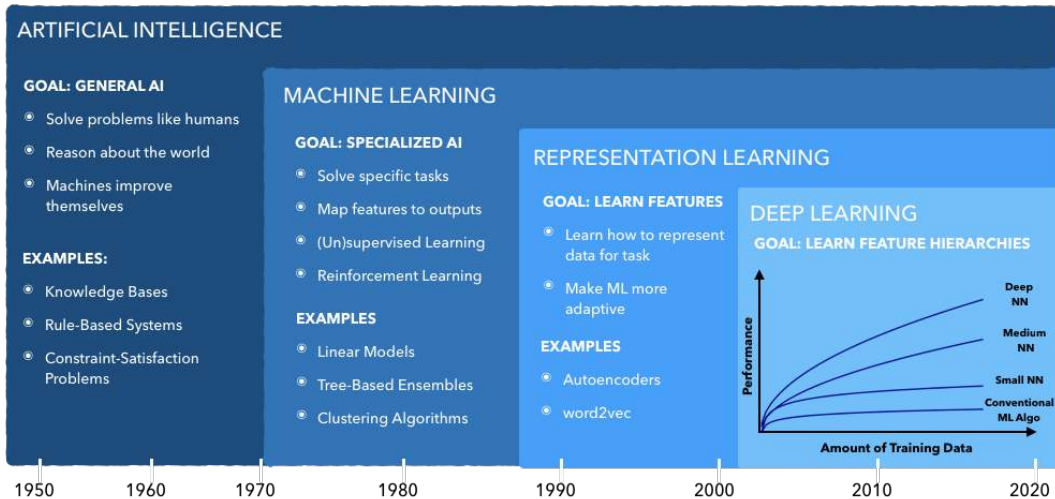 ARTIFICIAL INTELLIGENCE
GOAL: GENERAL AI
Solve problems like humans
Reason about the world
Machines improve
themselves
EXAMPLES:
Knowledge Bases
Rule-Based Systems
Constraint-Satisfaction
Problems
MACHINE LEARNING
GOAL: SPECIALIZED AI
Solve specific tasks
Map features to outputs
(Un)supervised Learning
Reinforcement Learning
EXAMPLES
Linear Models
Tree-Based Ensembles
Clustering Algorithms
REPRESENTATION LEARNING
GOAL: LEARN FEATURES
Learn how to represent
data for task
Make ML more
adaptive
EXAMPLES
Autoencoders
word2vec
DEEP LEARNING
GOAL: LEARN FEATURE HIERARCHIES
Performance
Deep
NN
Medium
NN
Small NN
Conventional
ML Algo
Amount of Training Data
1950 1960 1970 1980 1990 2000 2010 2020